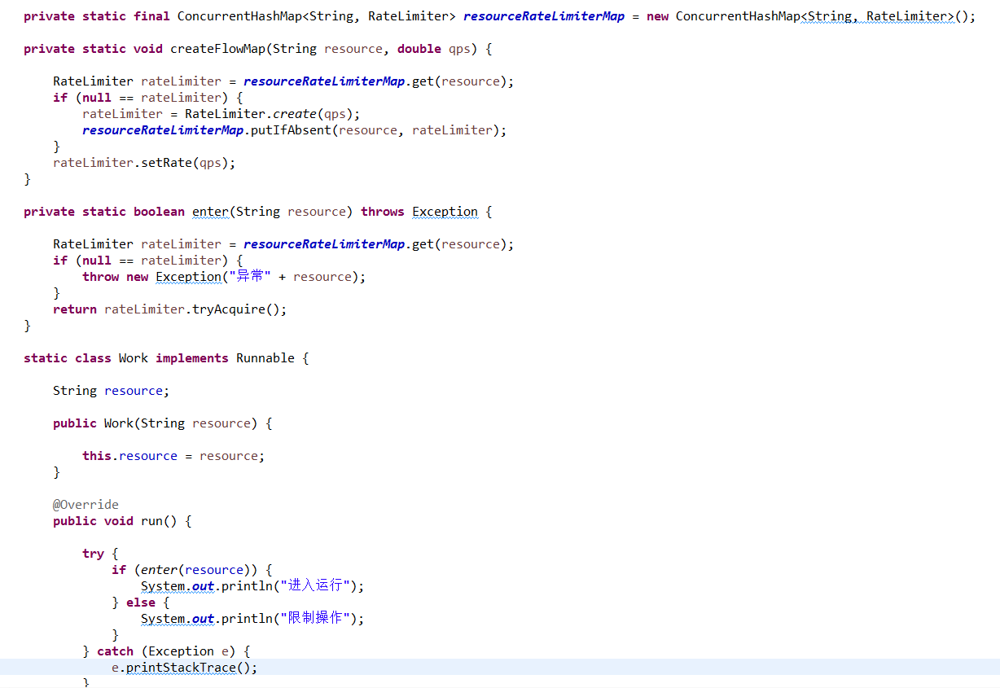 private static final ConcurrentHashMap<String, RateLimiter> resourceRateLimiterMap = new ConcurrentHashMap<String, RateLimiter>();
private static void createFlowMap(String resource, double qps) {
RateLimiter rateLimiter = resourceRateLimiterMap.get(resource);
if (null == rateLimiter) {
rateLimiter = RateLimiter.create(qps);
resourceRateLimiterMap.putIfAbsent(resource, rateLimiter);
}
rateLimiter.setRate(qps);
}
private static boolean enter(String resource) throws Exception {
RateLimiter rateLimiter = resourceRateLimiterMap.get(resource);
if (null == rateLimiter) {
throw new Exception("异常" + resource);
}
return rateLimiter.tryAcquire();
}
static class Work implements Runnable {
String resource;
public Work(String resource) {
this.resource = resource;
}
@Override
public void run() {
try {
if (enter(resource)) {
System.out.println("进入运行");
} else {
System.out.println("限制操作");
}
} catch (Exception e) {
e.printStackTrace();
}